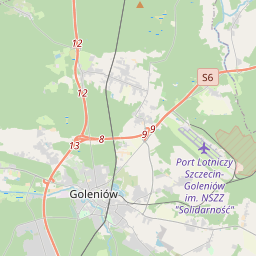 12
12
S6
9
9
8
13
Port Lotniczy
Szczecin-
Goleniów
im. NSZZ
"Solidarność"
Goleniów